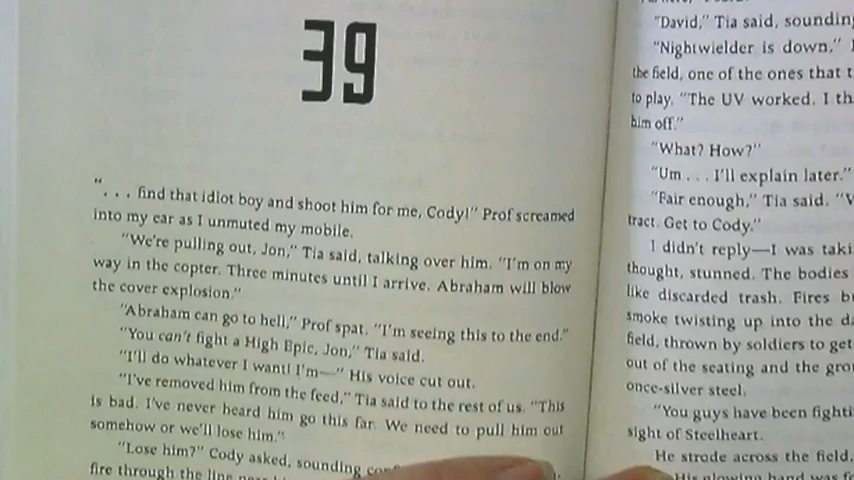 39
“. . . find that idiot boy and shoot him for me, Cody!” Prof screamed
into my ear as I unmuted my mobile.
“We’re pulling out, Jon,” Tia said, talking over him. “I’m on my
way in the copter. Three minutes until I arrive. Abraham will blow
the cover explosion.”
“Abraham can go to hell,” Prof spat. “I’m seeing this to the end.”
“You can’t fight a High Epic, Jon,” Tia said.
“I’ll do whatever I want! I’m—” His voice cut out.
“I’ve removed him from the feed,” Tia said to the rest of us. “This
is bad. I’ve never heard him go this far. We need to pull him out
somehow or we’ll lose him.”
“Lose him?” Cody asked, sounding
fire through the line
“David,” Tia said, sounding
“Nightwielder is down,”
the field, one of the ones that
to play. “The UV worked. I
him off.”
“What? How?”
“Um . . . I’ll explain later.”
“Fair enough,” Tia said.
tract. Get to Cody.”
I didn’t reply—I was
thought, stunned. The bodies
like discarded trash. Fires
smoke twisting up into the
field, thrown by soldiers to get
out of the seating and the
once-silver steel.
“You guys have been
sight of Steelheart.
He strode across the field,
His glowing hand was